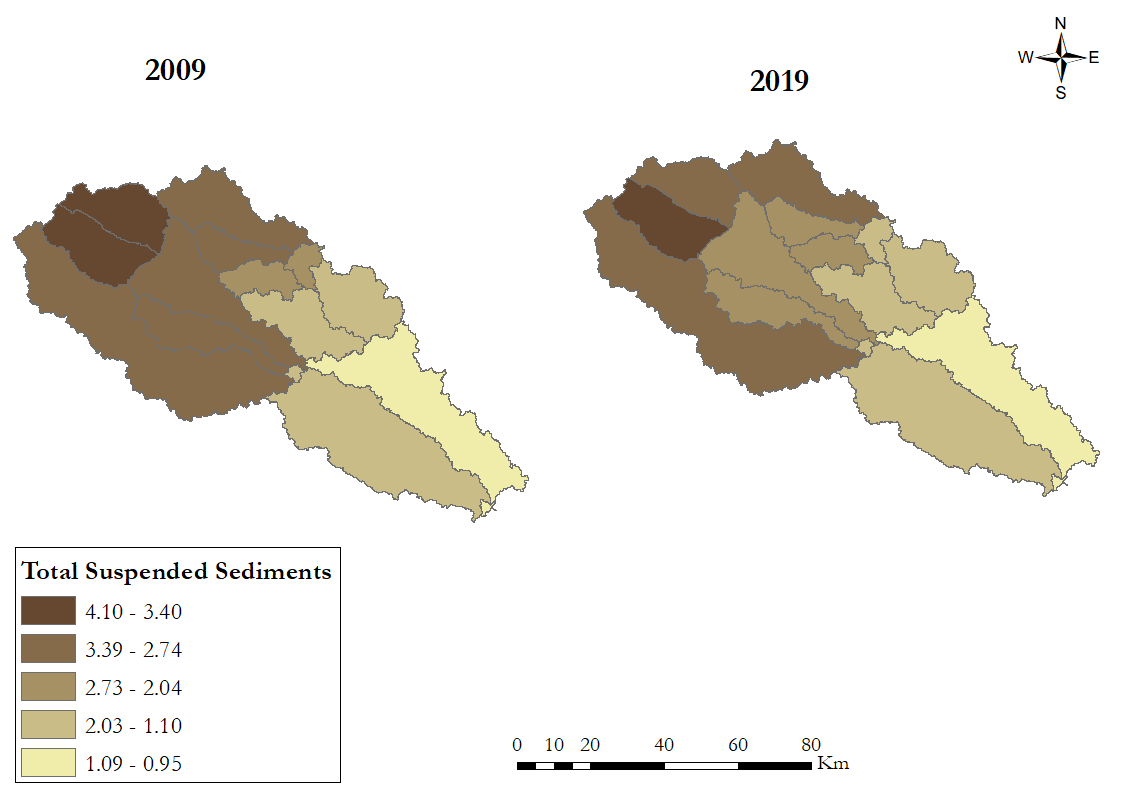 N
W E
S
2009
2019
Total Suspended Sediments
4.10 - 3.40
3.39 - 2.74
2.73 - 2.04
2.03 - 1.10
1.09 - 0.95
0 10 20 40 60 80
Km